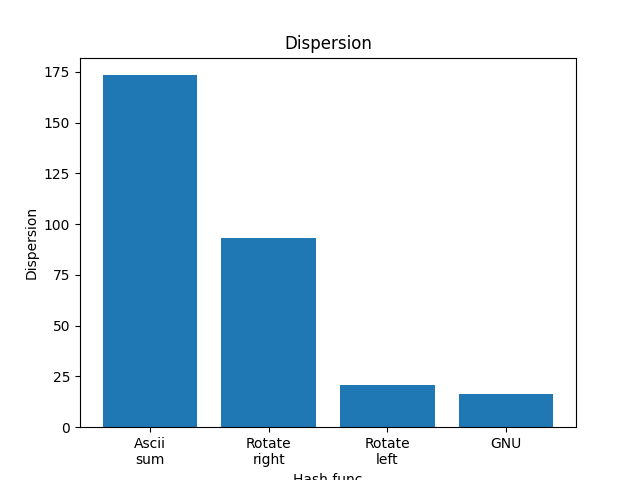 Dispersion
175
150
125
100
75
50
25
0
Dispersion
Ascii
sum
Rotate
right
Rotate
left
GNU
Hash func